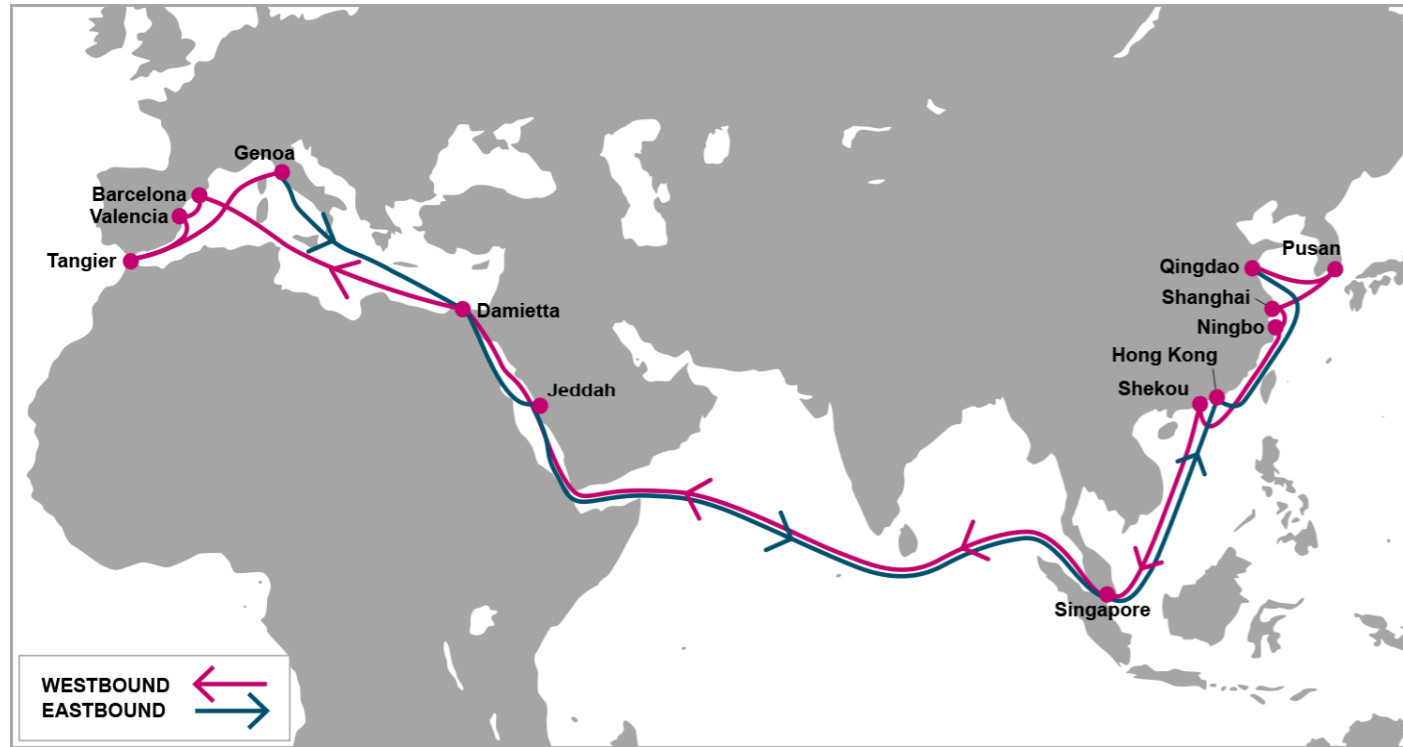 Genoa
Barcelona
Valencia
Tangier
Damietta
Jeddah
Pusan
Qingdao
Shanghai
Ningbo
Hong Kong
Shekou
Singapore
WESTBOUND
EASTBOUND